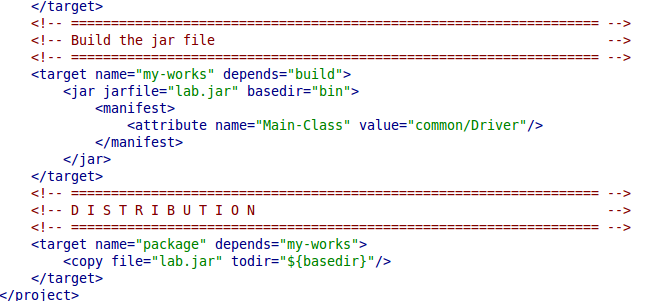 </target>
<!-- ================================================================== -->
<!-- Build the jar file -->
<!-- ================================================================== -->
<target name="my-works" depends="build">
<jar jarfile="lab.jar" basedir="bin">
<manifest>
<attribute name="Main-Class" value="common/Driver"/>
</manifest>
</jar>
</target>
<!-- ================================================================== -->
<!-- D I S T R I B U T I O N -->
<!-- ================================================================== -->
<target name="package" depends="my-works">
<copy file="lab.jar" todir="${basedir}"/>
</target>
</project>